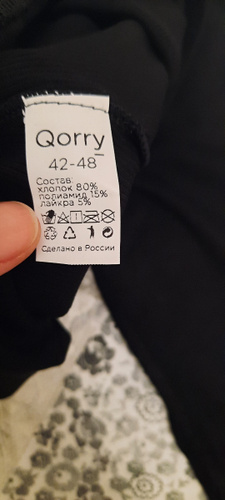 Qorry
42-48
Состав:
хлопок 80%
полиамид 15%
лайкра 5%
Сделано в России